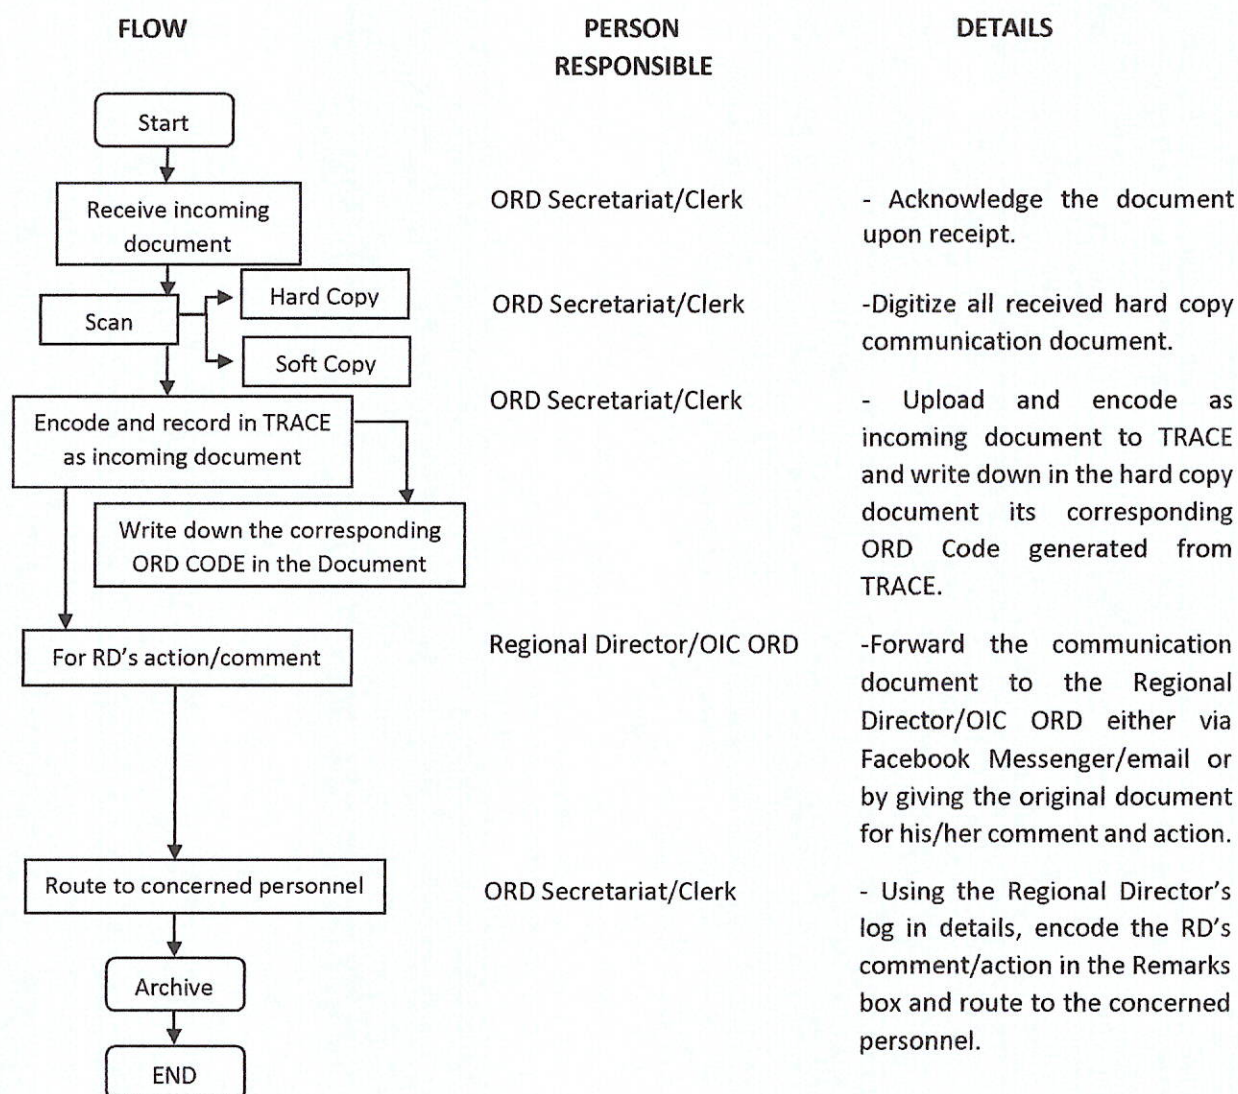 FLOW
PERSON
RESPONSIBLE
DETAILS
Start
Receive incoming
document
ORD Secretariat/Clerk
- Acknowledge the document
upon receipt.
Scan
Hard Copy
Soft Copy
ORD Secretariat/Clerk
-Digitize all received hard copy
communication document.
Encode and record in TRACE
as incoming document
Write down the corresponding
ORD CODE in the Document
ORD Secretariat/Clerk
- Upload and encode as
incoming document to TRACE
and write down in the hard copy
document its corresponding
ORD Code generated from
TRACE.
For RD's action/comment
Regional Director/OIC ORD
-Forward the communication
document to the Regional
Director/OIC ORD either via
Facebook Messenger/email or
by giving the original document
for his/her comment and action.
Route to concerned personnel
ORD Secretariat/Clerk
- Using the Regional Director's
log in details, encode the RD's
comment/action in the Remarks
box and route to the concerned
personnel.
Archive
END